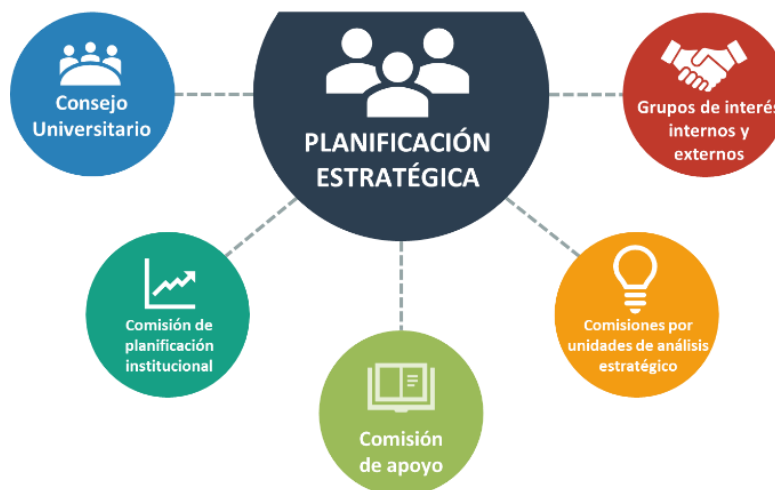 Consejo
Universitario
PLANIFICACIÓN
ESTRATÉGICA
Grupos de interés
internos y
externos
Comisión de
planificación
institucional
Comisión
de apoyo
Comisiones por
unidades de análisis
estratégico